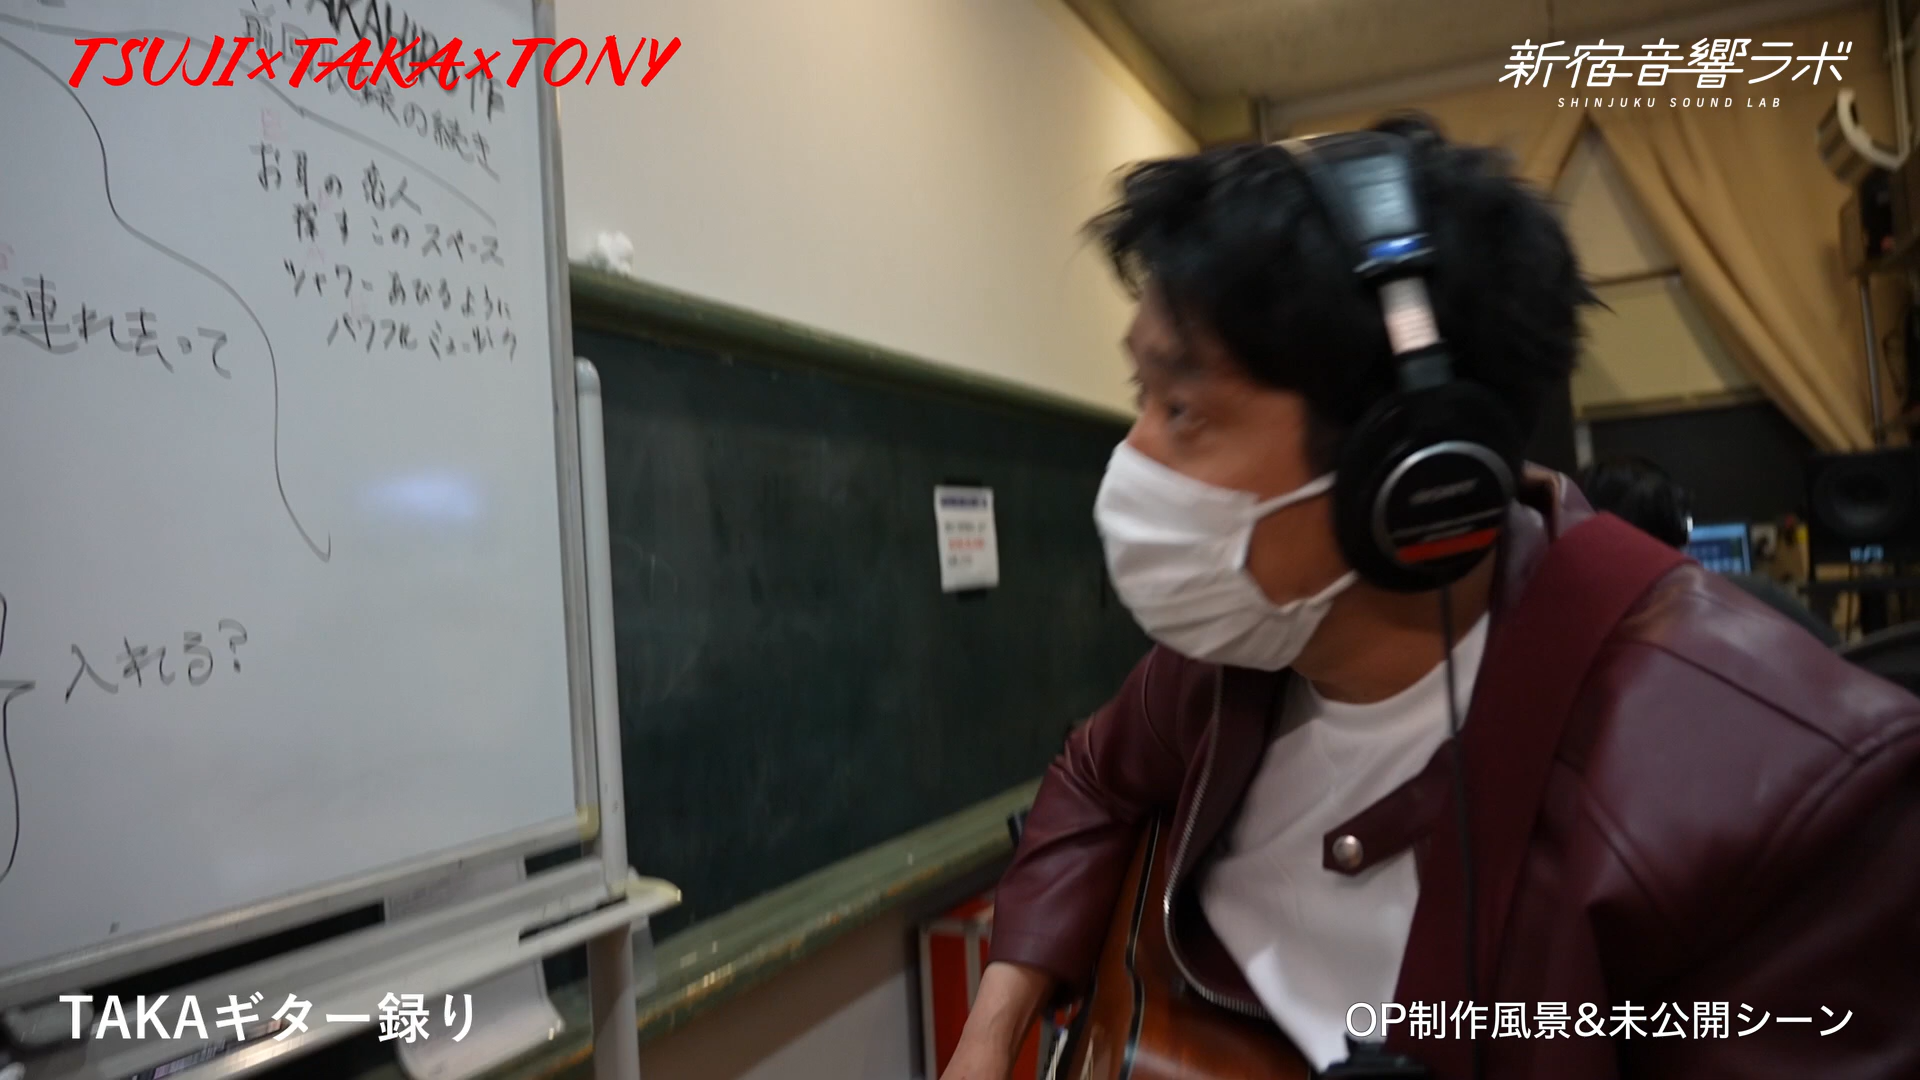 TSUJI×TAKA×TONY
新宿音響ラボ
SHINJUKU SOUND LAB
の続き
お耳の恋人
探すこのスペース
シャワーあびるように
パワフルミュージック
連れ去って
入れる?
TAKAギター録り
OP制作風景&未公開シーン